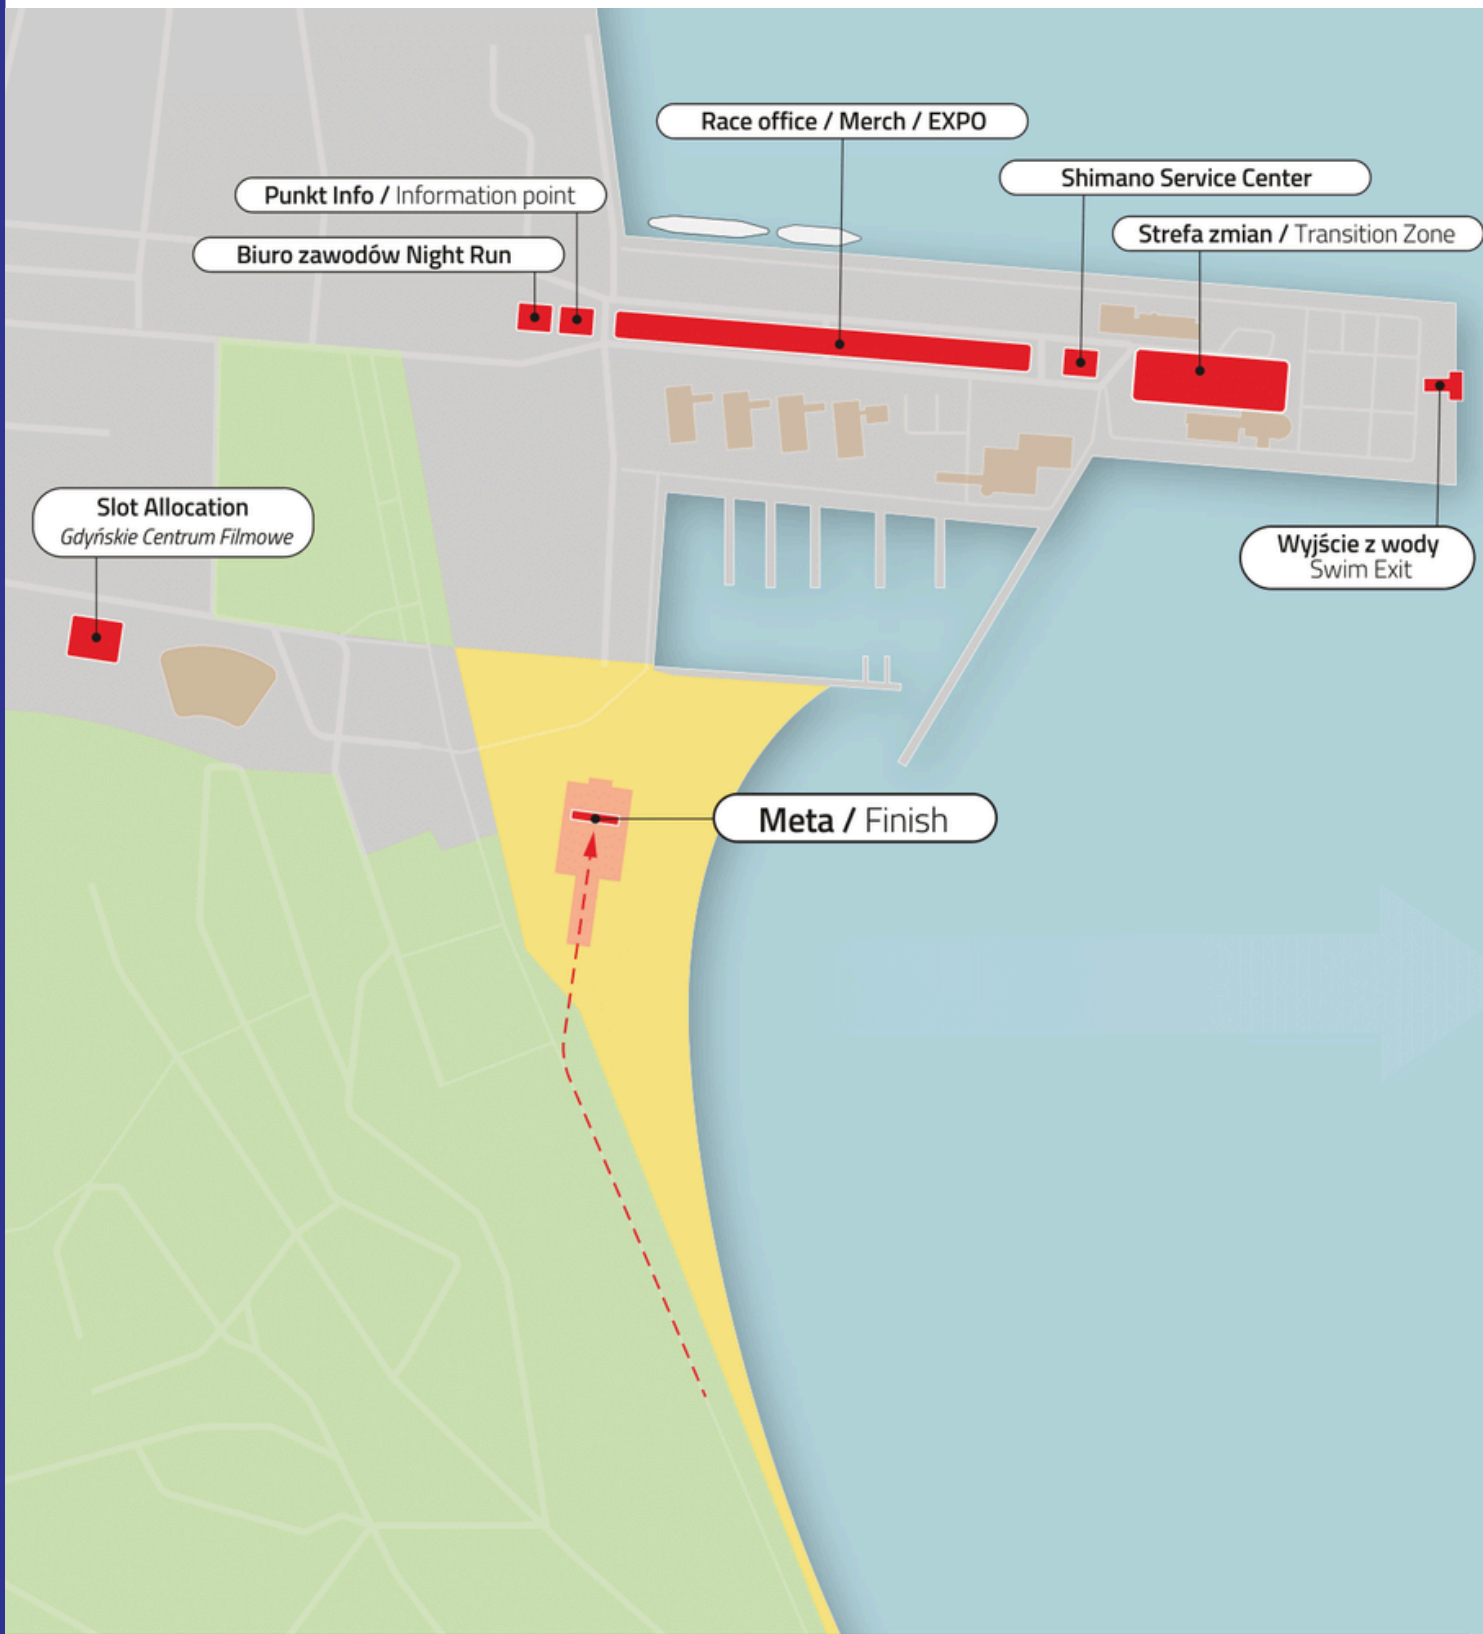 Race office / Merch / EXPO
Shimano Service Center
Punkt Info / Information point
Strefa zmian / Transition Zone
Biuro zawodów Night Run
Slot Allocation
Gdyńskie Centrum Filmowe
Wyjście z wody
Swim Exit
Meta / Finish